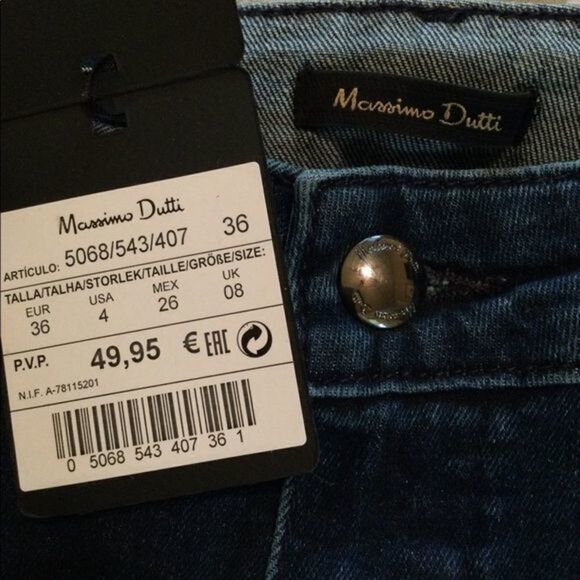 Massimo Dutti
Massimo Dutti
ARTÍCULO: 5068/543/407 36
TALLA/TALHA/STORLEK/TAILLE/GRÖßE/SIZE:
EUR USA MEX UK
36 4 26 08
P.V.P. 49,95 € EAC
N.I.F. A-78115201
0 5068 543 407 36 1